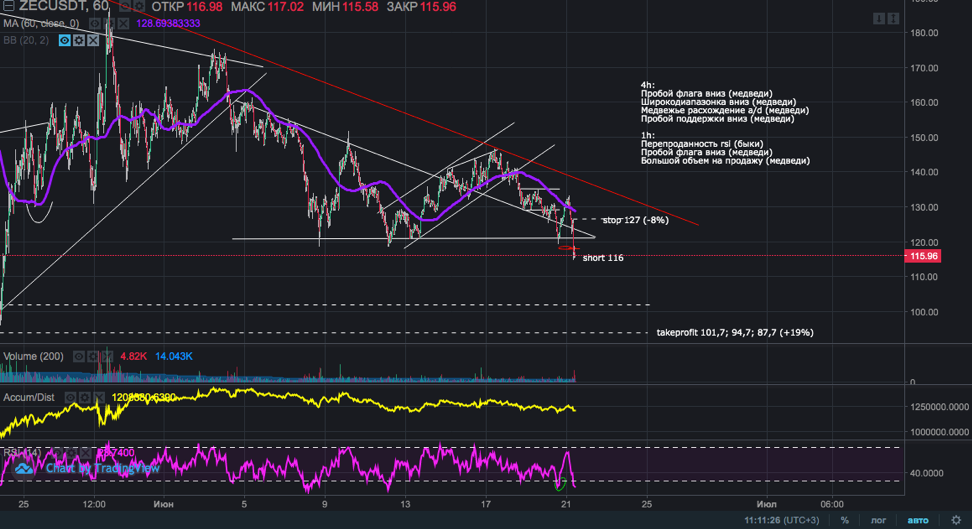 ZECUSDT, 60
ОТКР 116.98 МАКС 117.02 МИН 115.58 ЗАКР 115.96
MA (60, close, 0) 128.69383333
BB (20, 2)
180.00
170.00
160.00
150.00
140.00
130.00
120.00
115.96
110.00
100.00
4h:
Пробой флага вниз (медведи)
Широкодиапазонка вниз (медведи)
Медвежье расхождение a/d (медведи)
Пробой поддержки вниз (медведи)
1h:
Перепроданость rsi (быки)
Пробой флага вниз (медведи)
Большой объем на продажу (медведи)
stop 127 (-8%)
short 116
takeprofit 101,7; 94,7; 87,7 (+19%)
Volume (200) 4.82K 14.043K
0
Accum/Dist
1250000.0000
1000000.0000
RSI (14)
Chart by TradingView
40.0000
25 12:00 Июн 5 9 13 17 21 25 Июл 06:00
11:11:26 (UTC+3) % лог авто